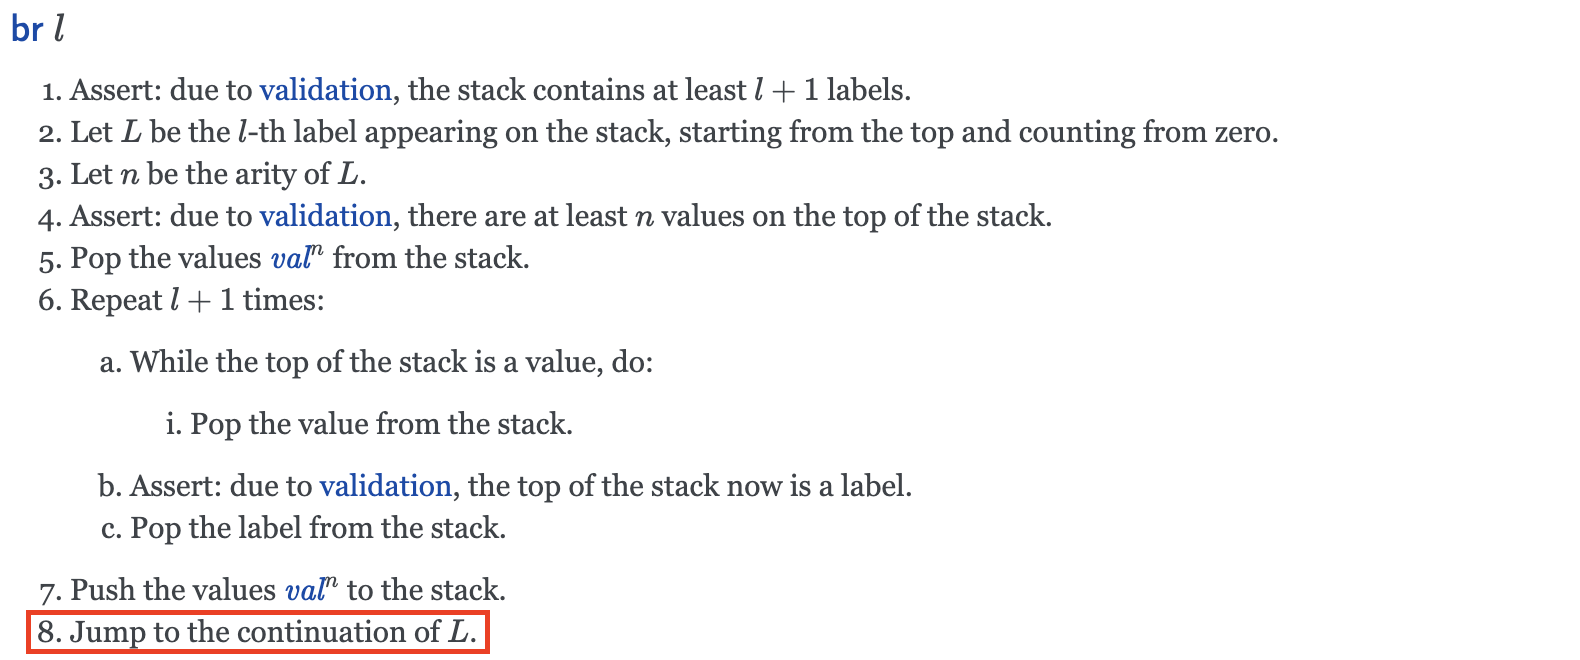 br l
1. Assert: due to validation, the stack contains at least l + 1 labels.
2. Let L be the l-th label appearing on the stack, starting from the top and counting from zero.
3. Let n be the arity of L.
4. Assert: due to validation, there are at least n values on the top of the stack.
5. Pop the values valⁿ from the stack.
6. Repeat l + 1 times:
a. While the top of the stack is a value, do:
i. Pop the value from the stack.
b. Assert: due to validation, the top of the stack now is a label.
c. Pop the label from the stack.
7. Push the values valⁿ to the stack.
8. Jump to the continuation of L.